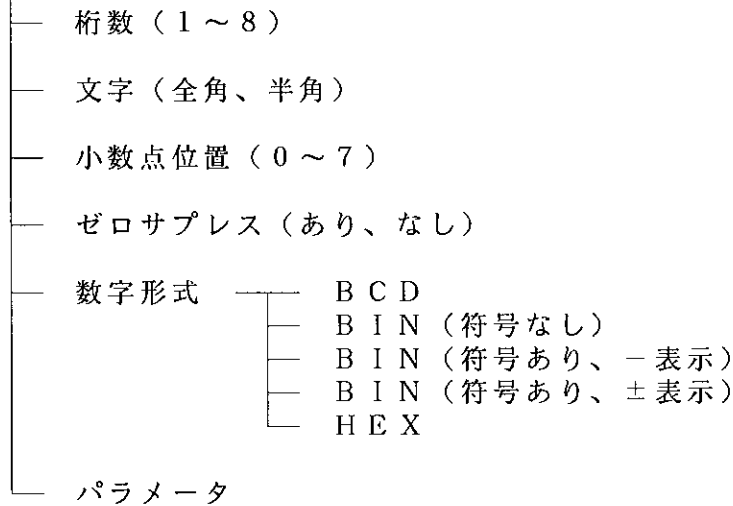 桁数（1～8）
文字（全角、半角）
小数点位置（0～7）
ゼロサプレス（あり、なし）
数字形式 BCD
BIN（符号なし）
BIN（符号あり、－表示）
BIN（符号あり、±表示）
HEX
パラメータ